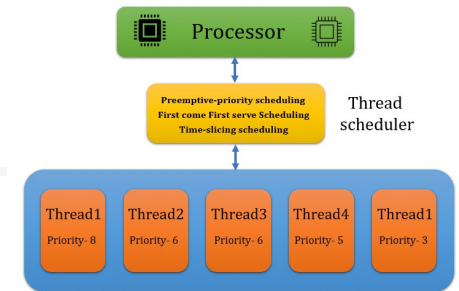 Processor
Preemptive-priority scheduling
First come First serve Scheduling
Time-slicing scheduling
Thread
scheduler
Thread1
Priority- 8
Thread2
Priority- 6
Thread3
Priority- 6
Thread4
Priority- 5
Thread1
Priority- 3